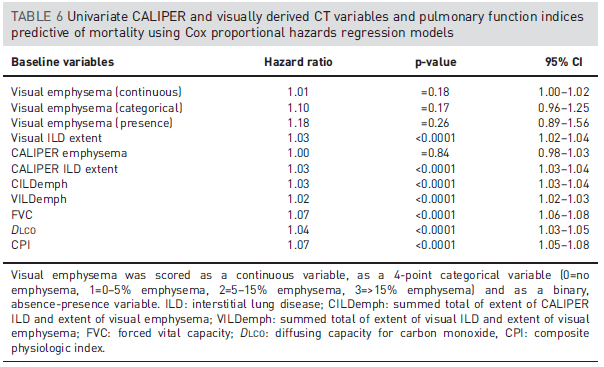 TABLE 6 Univariate CALIPER and visually derived CT variables and pulmonary function indices
predictive of mortality using Cox proportional hazards regression models
Baseline variables Hazard ratio p-value 95% CI
Visual emphysema (continuous) 1.01 =0.18 1.00–1.02
Visual emphysema (categorical) 1.10 =0.17 0.96–1.25
Visual emphysema (presence) 1.18 =0.26 0.89–1.56
Visual ILD extent 1.03 <0.0001 1.02–1.04
CALIPER emphysema 1.00 =0.84 0.98–1.03
CALIPER ILD extent 1.03 <0.0001 1.03–1.04
CILDemph 1.03 <0.0001 1.03–1.04
VILDemph 1.02 <0.0001 1.02–1.03
FVC 1.07 <0.0001 1.06–1.08
DLCO 1.04 <0.0001 1.03–1.05
CPI 1.07 <0.0001 1.05–1.08
Visual emphysema was scored as a continuous variable, as a 4-point categorical variable (0=no
emphysema, 1=0–5% emphysema, 2=5–15% emphysema, 3=>15% emphysema) and as a binary,
absence-presence variable. ILD: interstitial lung disease; CILDemph: summed total of extent of CALIPER
ILD and extent of visual emphysema; VILDemph: summed total of extent of visual ILD and extent of visual
emphysema; FVC: forced vital capacity; DLCO: diffusing capacity for carbon monoxide, CPI: composite
physiologic index.